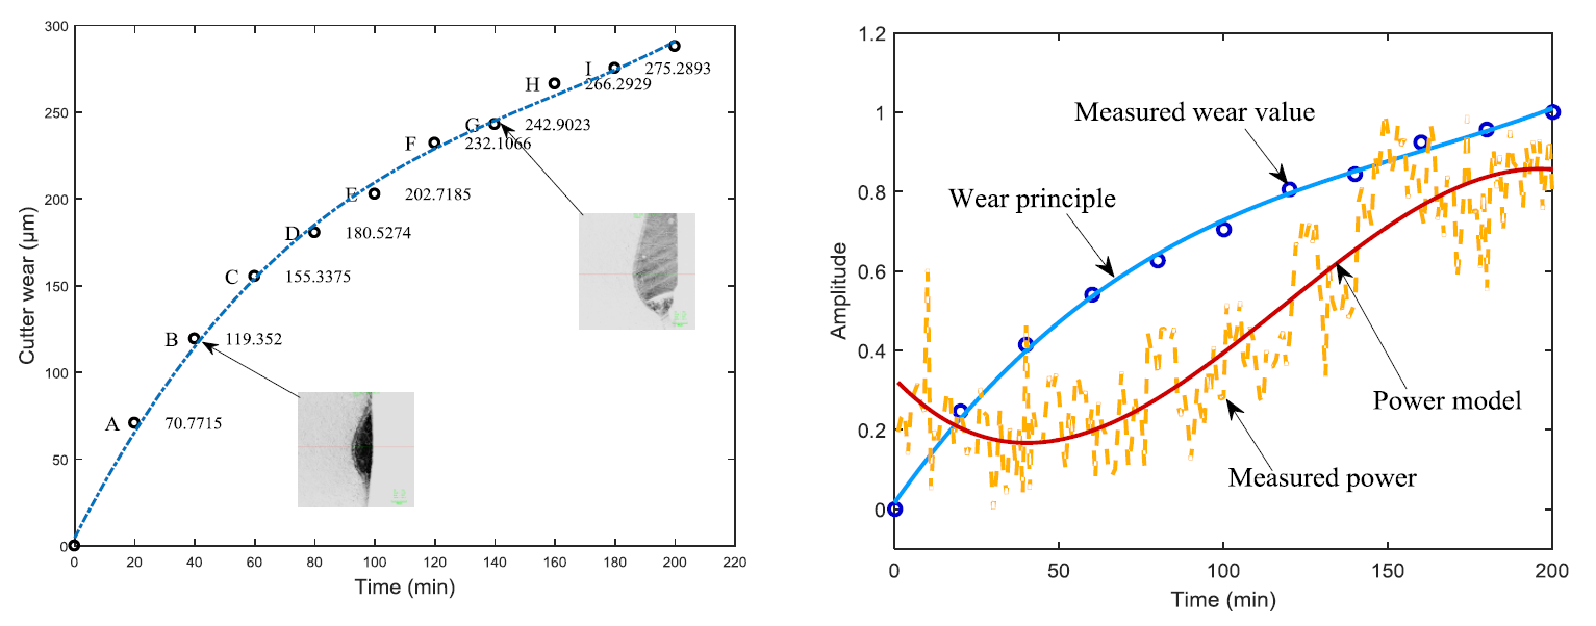 300
250
200
150
100
50
0
Cutter wear (μm)
0 20 40 60 80 100 120 140 160 180 200 220
Time (min)
A 70.7715
B 119.352
C 155.3375
D 180.5274
E 202.7185
F 232.1066
G 242.9023
H 266.2929
I 275.2893
1.2
1
0.8
0.6
0.4
0.2
0
Amplitude
0 50 100 150 200
Time (min)
Measured wear value
Wear principle
Power model
Measured power